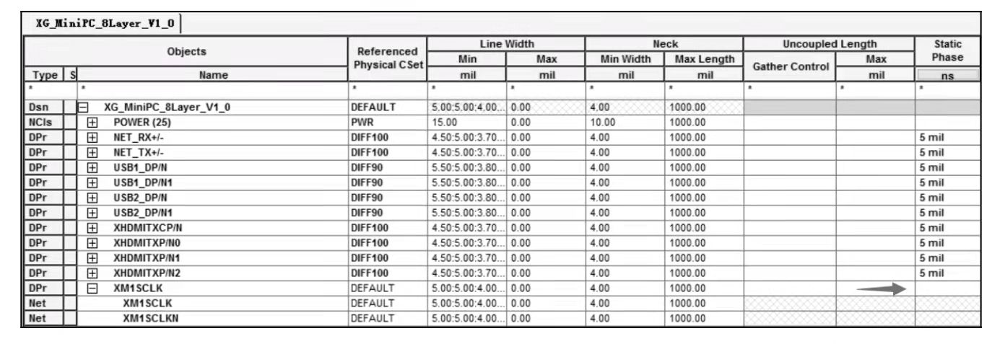 XG_MiniPC_8Layer_V1_0
Objects Referenced Physical CSet Line Width Neck Uncoupled Length Static Phase
Min Max Min Width Max Length Gather Control Max
Type S Name mil mil mil mil mil ns
* * * * * * * * * *
Dsn XG_MiniPC_8Layer_V1_0 DEFAULT 5.00:5.00:4.00... 0.00 4.00 1000.00
NCls POWER (25) PWR 15.00 0.00 10.00 1000.00
DPr NET_RX+/- DIFF100 4.50:5.00:3.70... 0.00 4.00 1000.00 5 mil
DPr NET_TX+/- DIFF100 4.50:5.00:3.70... 0.00 4.00 1000.00 5 mil
DPr USB1_DP/N DIFF90 5.50:5.00:3.80... 0.00 4.00 1000.00 5 mil
DPr USB1_DP/N1 DIFF90 5.50:5.00:3.80... 0.00 4.00 1000.00 5 mil
DPr USB2_DP/N DIFF90 5.50:5.00:3.80... 0.00 4.00 1000.00 5 mil
DPr USB2_DP/N1 DIFF90 5.50:5.00:3.80... 0.00 4.00 1000.00 5 mil
DPr XHDMITXCP/N DIFF100 4.50:5.00:3.70... 0.00 4.00 1000.00 5 mil
DPr XHDMITXP/N0 DIFF100 4.50:5.00:3.70... 0.00 4.00 1000.00 5 mil
DPr XHDMITXP/N1 DIFF100 4.50:5.00:3.70... 0.00 4.00 1000.00 5 mil
DPr XHDMITXP/N2 DIFF100 4.50:5.00:3.70... 0.00 4.00 1000.00 5 mil
DPr XM1SCLK DEFAULT 5.00:5.00:4.00... 0.00 4.00 1000.00
Net XM1SCLK DEFAULT 5.00:5.00:4.00... 0.00 4.00 1000.00
Net XM1SCLKN DEFAULT 5.00:5.00:4.00... 0.00 4.00 1000.00